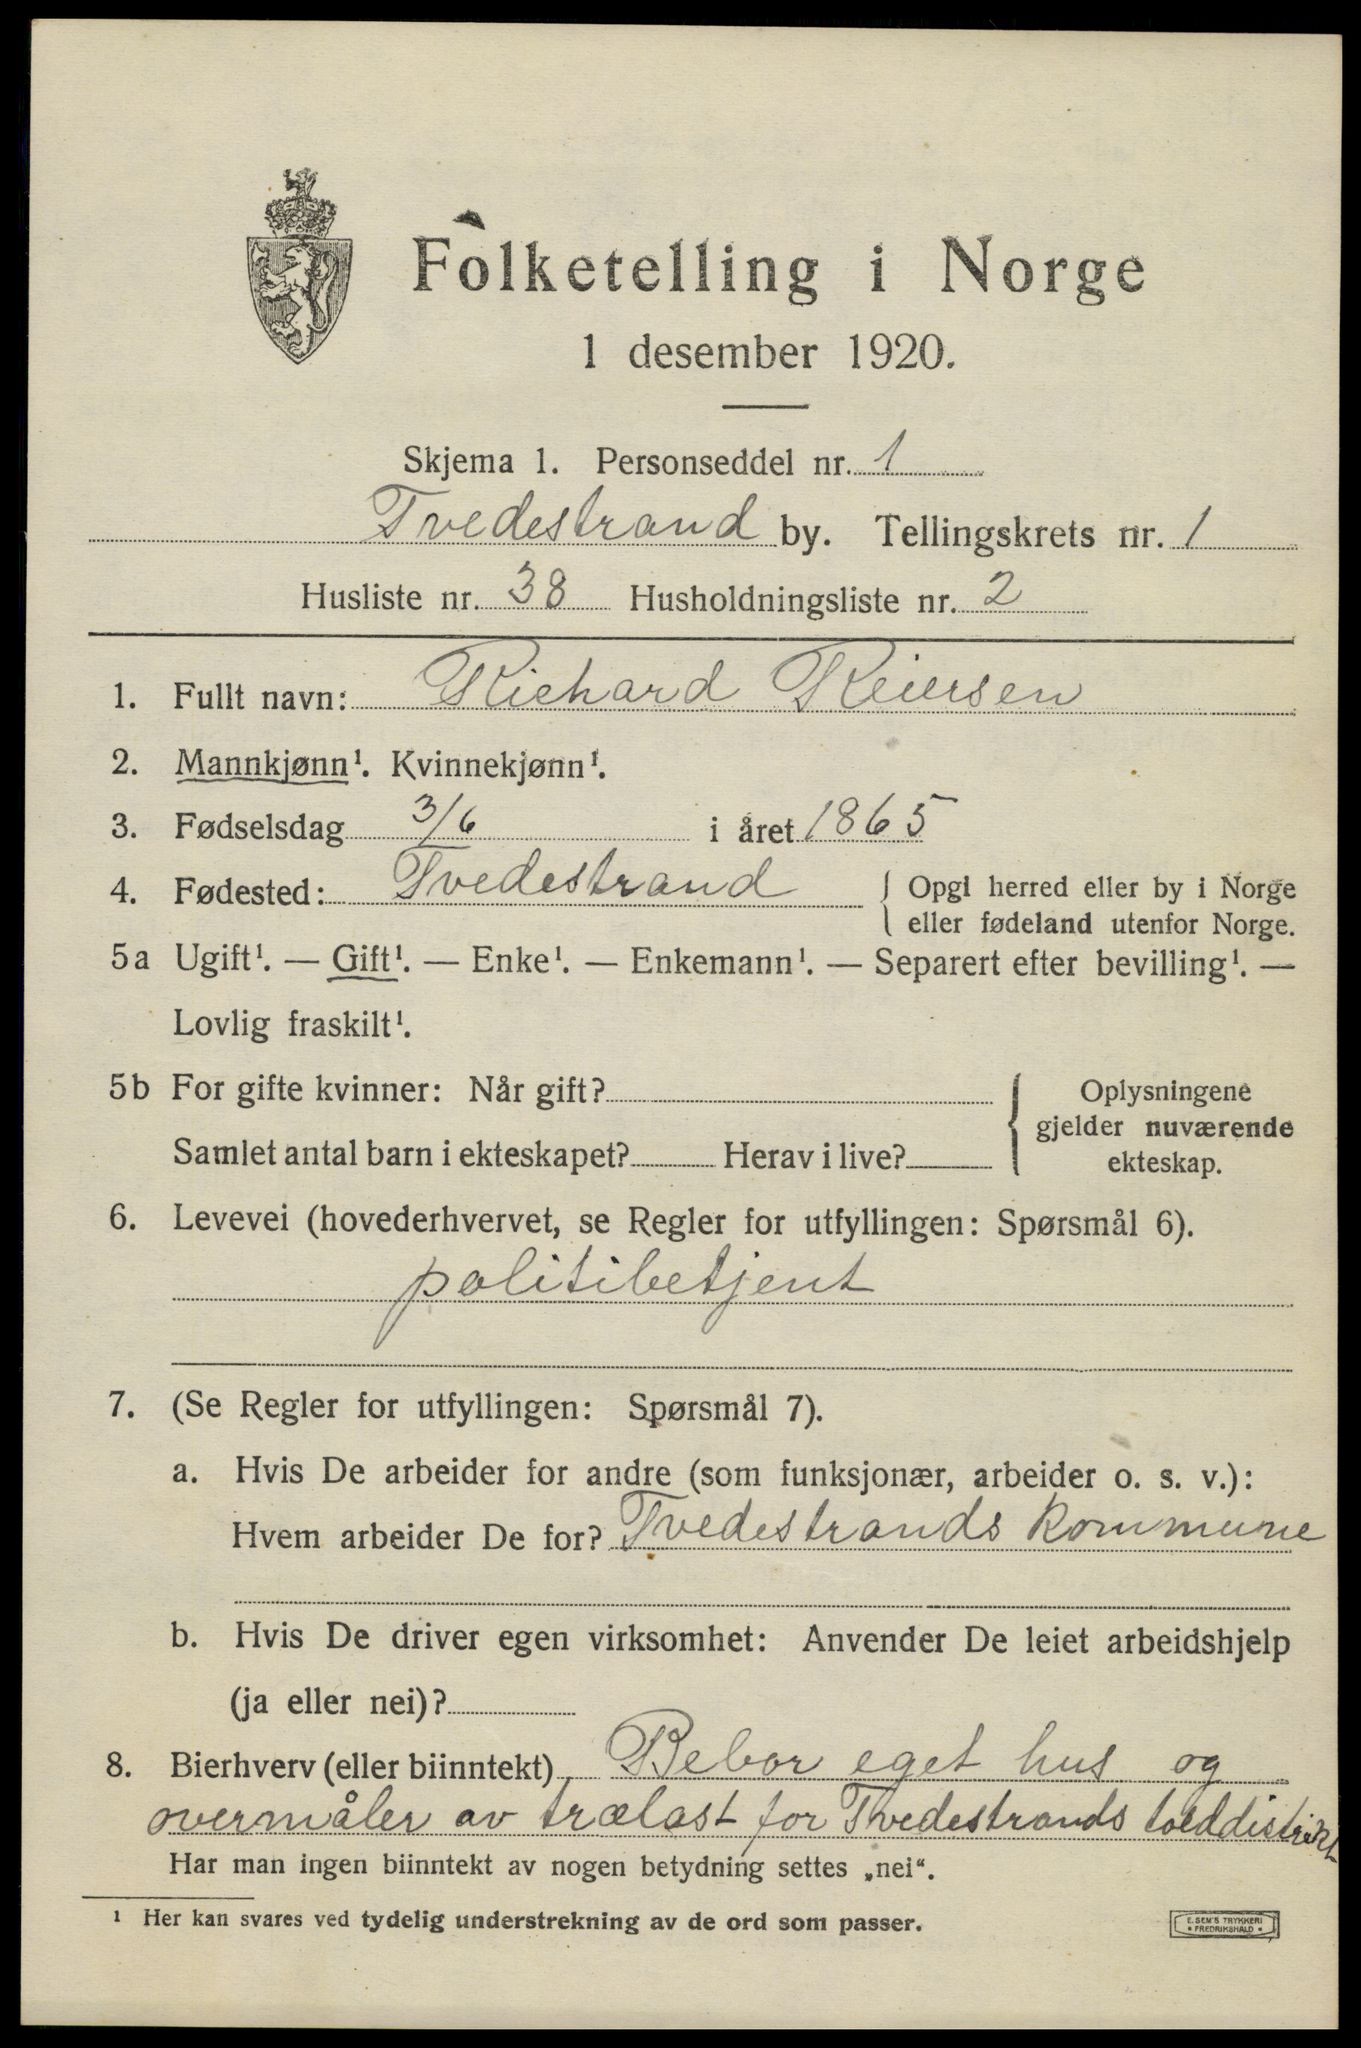 Folketelling i Norge
1 desember 1920.
Skjema 1. Personseddel nr. 1
Tvedestrand by. Tellingskrets nr. 1
Husliste nr. 38 Husholdningsliste nr. 2
1. Fullt navn: Richard Reiersen
2. Mannkjønn¹. Kvinnekjønn¹.
3. Fødselsdag 3/6 i året 1865
4. Fødested: Tvedestrand { Opgi herred eller by i Norge
eller fødeland utenfor Norge.
5a Ugift¹. — Gift¹. — Enke¹. — Enkemann¹. — Separert efter bevilling¹. —
Lovlig fraskilt¹.
5b For gifte kvinner: Når gift?
Samlet antal barn i ekteskapet? Herav i live?
{ Oplysningene
gjelder nuværende
ekteskap.
6. Levevei (hovederhvervet, se Regler for utfyllingen: Spørsmål 6).
politibetjent
7. (Se Regler for utfyllingen: Spørsmål 7).
a. Hvis De arbeider for andre (som funksjonær, arbeider o. s. v.):
Hvem arbeider De for? Tvedestrands kommune
b. Hvis De driver egen virksomhet: Anvender De leiet arbeidshjelp
(ja eller nei)?
8. Bierhverv (eller biinntekt) Bebor eget hus og
overmåler av trælast for Tvedestrands tolddistrikt
Har man ingen biinntekt av nogen betydning settes „nei“.
¹ Her kan svares ved tydelig understrekning av de ord som passer.
E. SEM'S TRYKKERI
• FREDRIKSHALD •